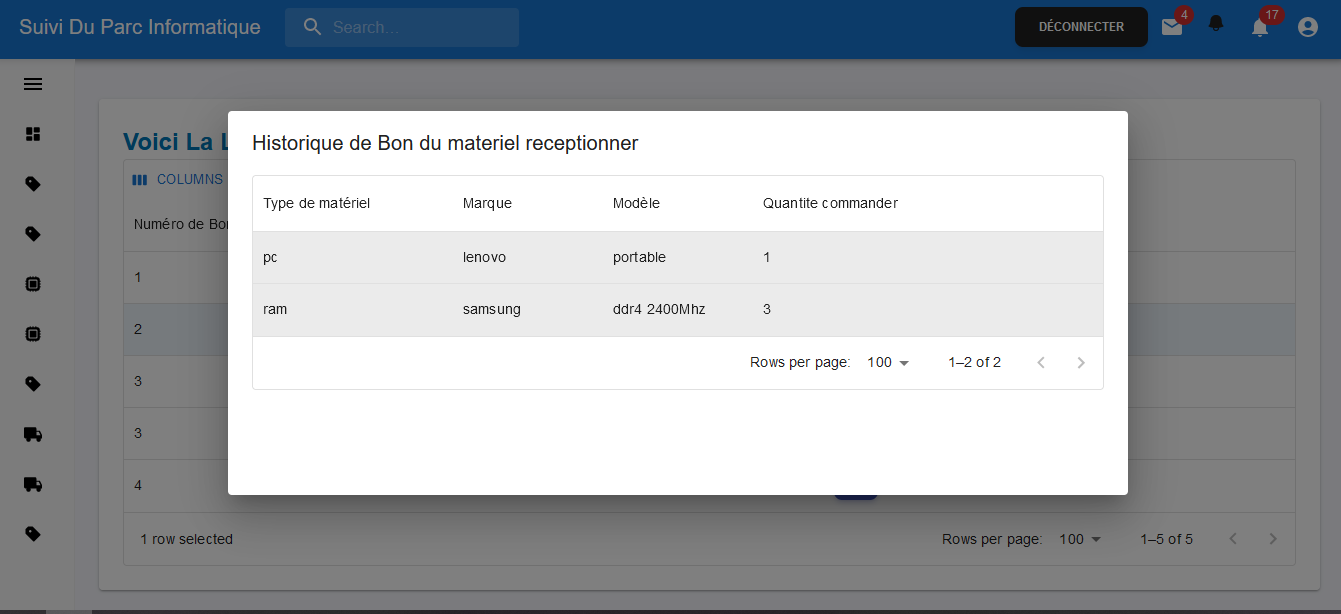 Suivi Du Parc Informatique
Search...
DÉCONNECTER
4
17
Voici La L
COLUMNS
Numéro de Bon
1
2
3
3
4
1 row selected
Rows per page: 100 1–5 of 5
Historique de Bon du materiel receptionner
Type de matériel Marque Modèle Quantite commander
pc lenovo portable 1
ram samsung ddr4 2400Mhz 3
Rows per page: 100 1–2 of 2